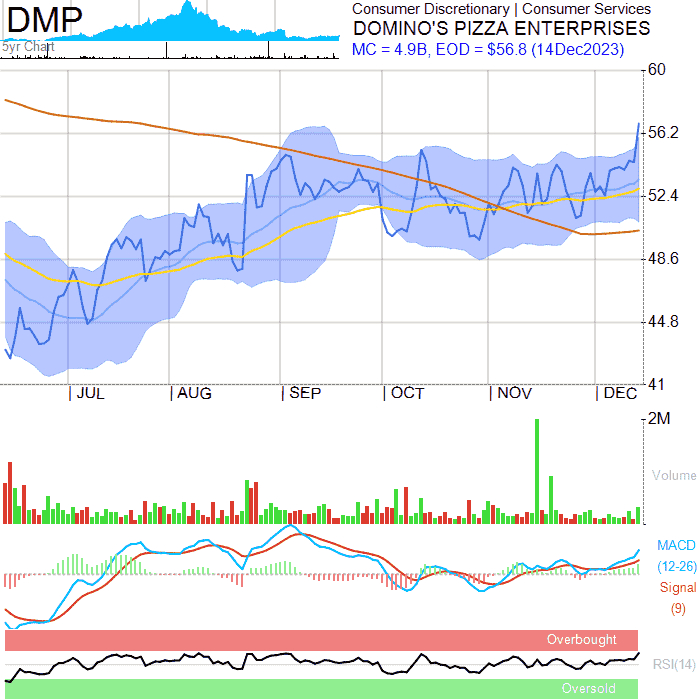 DMP
5yr Chart
Consumer Discretionary | Consumer Services
DOMINO'S PIZZA ENTERPRISES
MC = 4.9B, EOD = $56.8 (14Dec2023)
60
56.2
52.4
48.6
44.8
41
| JUL | AUG | SEP | OCT | NOV | DEC
2M
Volume
MACD
(12-26)
Signal
(9)
Overbought
RSI(14)
Oversold